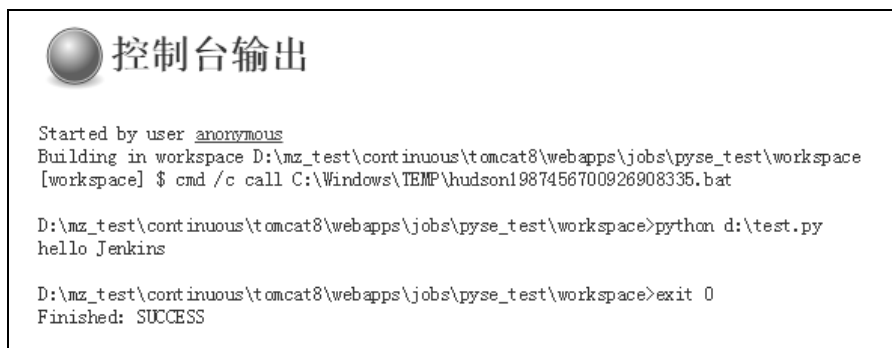 控制台输出
Started by user anonymous
Building in workspace D:\mz_test\continuous\tomcat8\webapps\jobs\pyse_test\workspace
[workspace] $ cmd /c call C:\Windows\TEMP\hudson1987456700926908335.bat
D:\mz_test\continuous\tomcat8\webapps\jobs\pyse_test\workspace>python d:\test.py
hello Jenkins
D:\mz_test\continuous\tomcat8\webapps\jobs\pyse_test\workspace>exit 0
Finished: SUCCESS